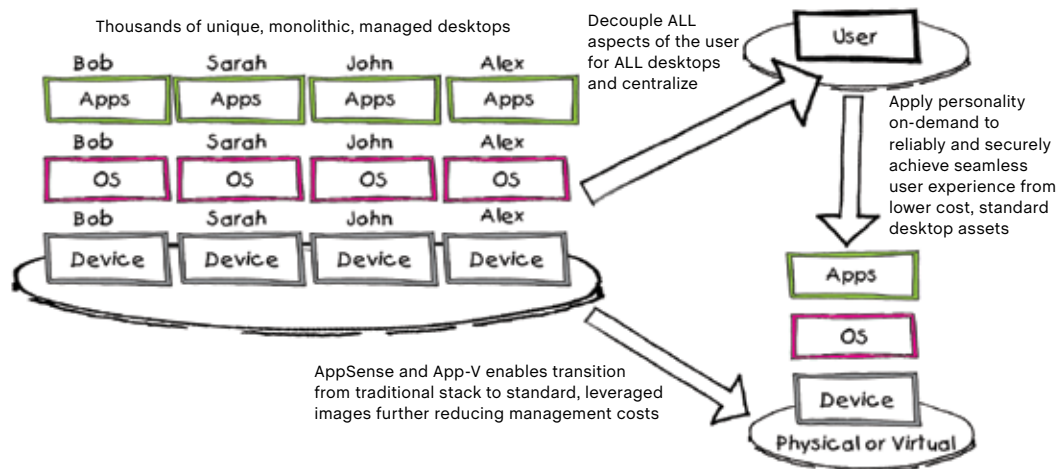 Thousands of unique, monolithic, managed desktops
Bob Sarah John Alex
Apps Apps Apps Apps
Bob Sarah John Alex
OS OS OS OS
Bob Sarah John Alex
Device Device Device Device
Decouple ALL
aspects of the user
for ALL desktops
and centralize
User
Apply personality
on-demand to
reliably and securely
achieve seamless
user experience from
lower cost, standard
desktop assets
Apps
OS
Device
Physical or Virtual
AppSense and App-V enables transition
from traditional stack to standard, leveraged
images further reducing management costs